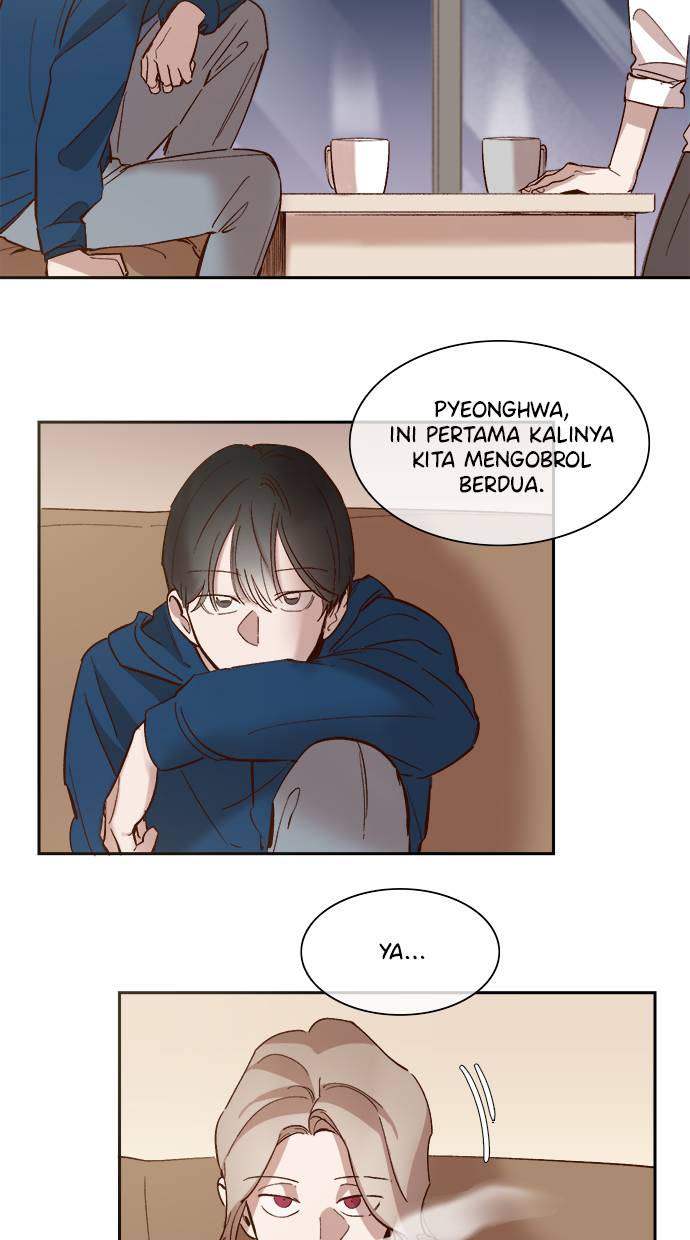 PYEONGHWA,
INI PERTAMA KALINYA
KITA MENGOBROL
BERDUA.
YA...